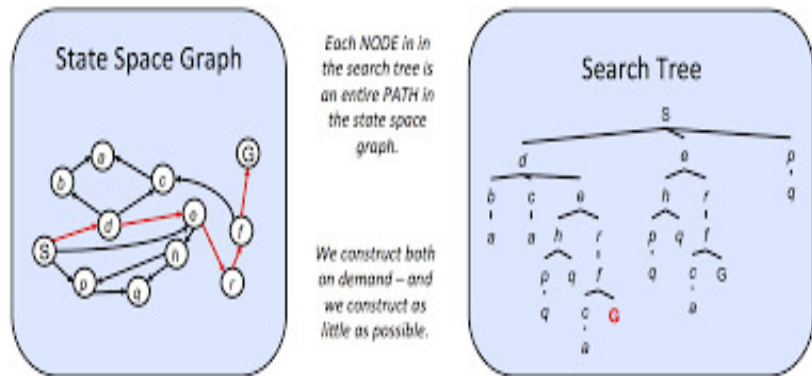 State Space Graph
G
a
b
c
d
e
f
S
h
p
q
r
Each NODE in in
the search tree is
an entire PATH in
the state space
graph.
We construct both
on demand – and
we construct as
little as possible.
Search Tree
S
d e p
b c e h r q
a a h r p q f
p q f q c G
q c G a
a